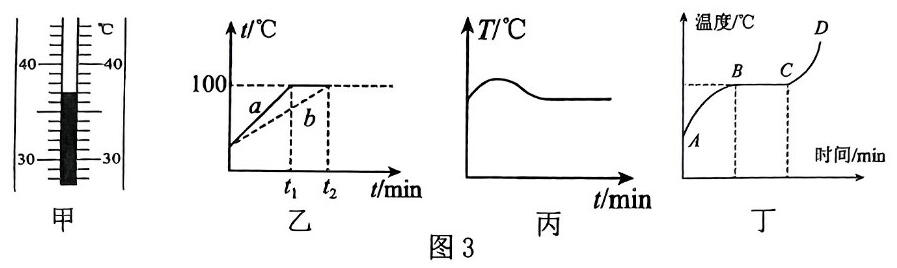 ℃
40 40
30 30
甲
t/℃
100
a
b
t₁ t₂ t/min
乙
T/℃
t/min
丙
温度/℃
D
B C
A
时间/min
丁
图 3